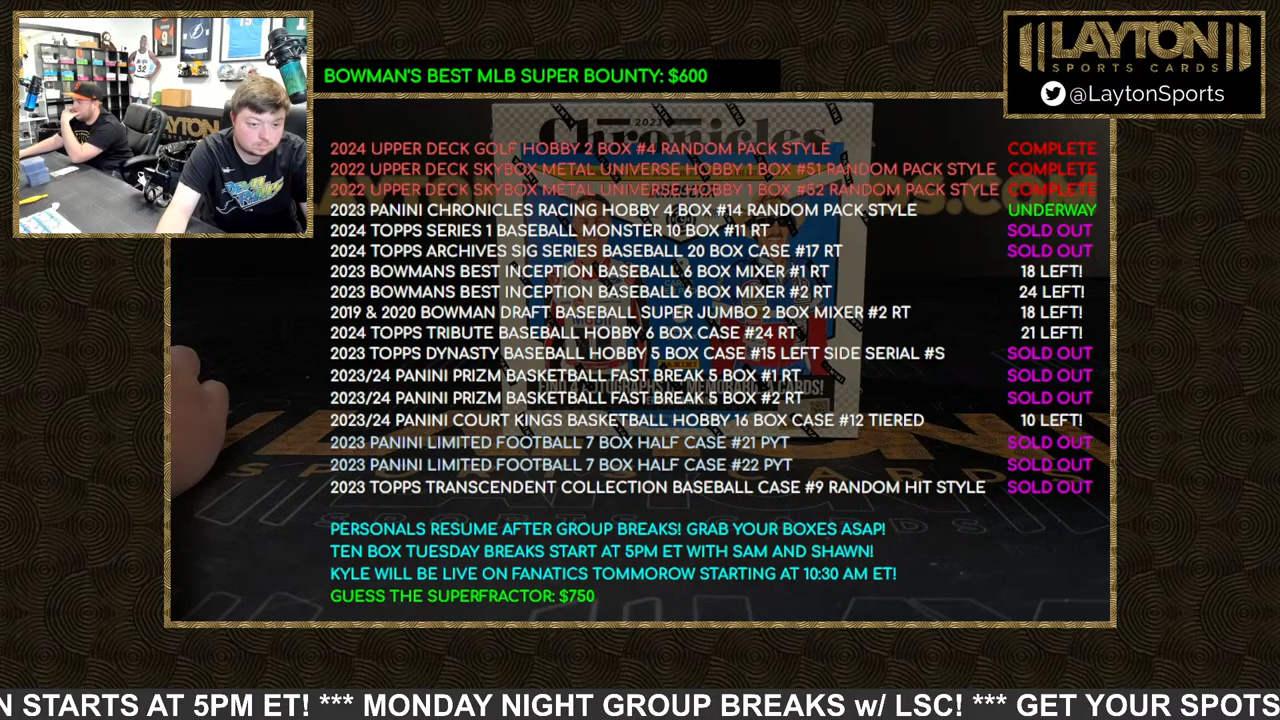 LAYTON
SPORTS CARDS
@LaytonSports
BOWMAN'S BEST MLB SUPER BOUNTY: $600
2023
Chronicles
2024 UPPER DECK GOLF HOBBY 2 BOX #4 RANDOM PACK STYLE COMPLETE
2022 UPPER DECK SKYBOX METAL UNIVERSE HOBBY 1 BOX #51 RANDOM PACK STYLE COMPLETE
2022 UPPER DECK SKYBOX METAL UNIVERSE HOBBY 1 BOX #52 RANDOM PACK STYLE COMPLETE
2023 PANINI CHRONICLES RACING HOBBY 4 BOX #14 RANDOM PACK STYLE UNDERWAY
2024 TOPPS SERIES 1 BASEBALL MONSTER 10 BOX #11 RT SOLD OUT
2024 TOPPS ARCHIVES SIG SERIES BASEBALL 20 BOX CASE #17 RT SOLD OUT
2023 BOWMANS BEST INCEPTION BASEBALL 6 BOX MIXER #1 RT 18 LEFT!
2023 BOWMANS BEST INCEPTION BASEBALL 6 BOX MIXER #2 RT 24 LEFT!
2019 & 2020 BOWMAN DRAFT BASEBALL SUPER JUMBO 2 BOX MIXER #2 RT 18 LEFT!
2024 TOPPS TRIBUTE BASEBALL HOBBY 6 BOX CASE #24 RT 21 LEFT!
2023 TOPPS DYNASTY BASEBALL HOBBY 5 BOX CASE #15 LEFT SIDE SERIAL #S SOLD OUT
2023/24 PANINI PRIZM BASKETBALL FAST BREAK 5 BOX #1 RT SOLD OUT
2023/24 PANINI PRIZM BASKETBALL FAST BREAK 5 BOX #2 RT SOLD OUT
2023/24 PANINI COURT KINGS BASKETBALL HOBBY 16 BOX CASE #12 TIERED 10 LEFT!
2023 PANINI LIMITED FOOTBALL 7 BOX HALF CASE #21 PYT SOLD OUT
2023 PANINI LIMITED FOOTBALL 7 BOX HALF CASE #22 PYT SOLD OUT
2023 TOPPS TRANSCENDENT COLLECTION BASEBALL CASE #9 RANDOM HIT STYLE SOLD OUT
PERSONALS RESUME AFTER GROUP BREAKS! GRAB YOUR BOXES ASAP!
TEN BOX TUESDAY BREAKS START AT 5PM ET WITH SAM AND SHAWN!
KYLE WILL BE LIVE ON FANATICS TOMMOROW STARTING AT 10:30 AM ET!
GUESS THE SUPERFRACTOR: $750
N STARTS AT 5PM ET! *** MONDAY NIGHT GROUP BREAKS w/ LSC! *** GET YOUR SPOTS